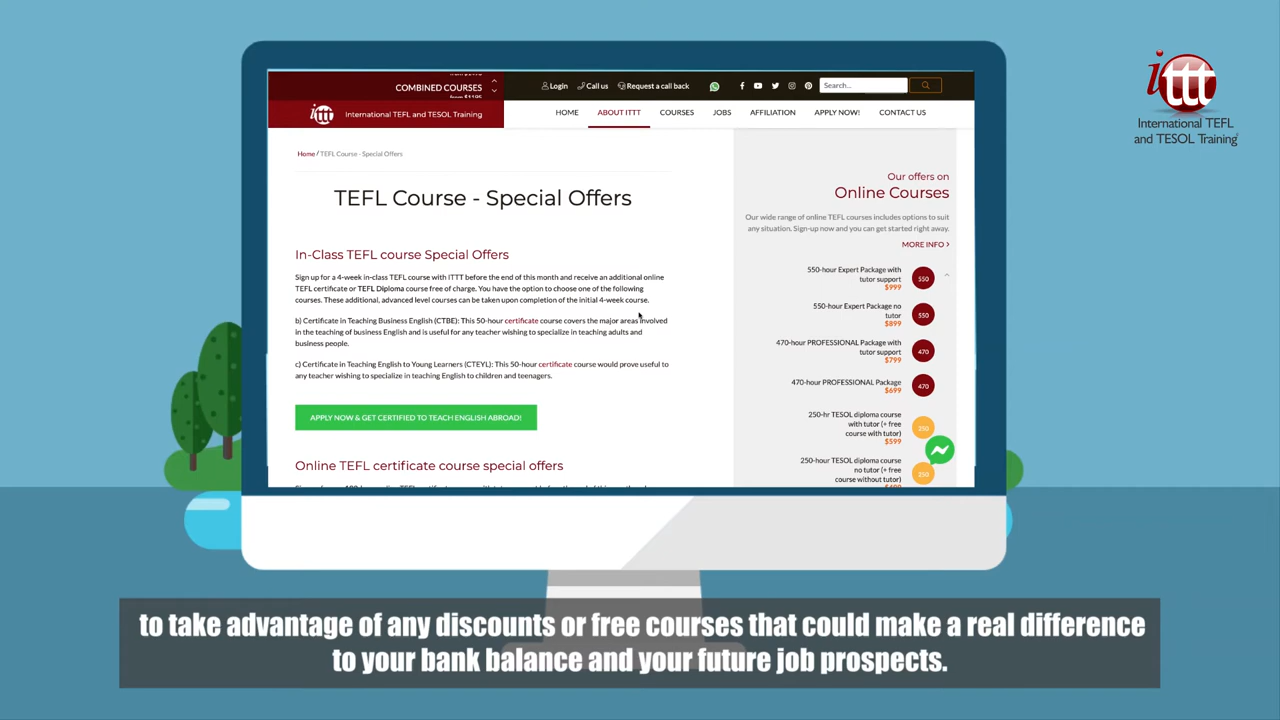 COMBINED COURSES
Login Call us Request a call back
Search...
ittt International TEFL and TESOL Training
HOME ABOUT ITTT COURSES JOBS AFFILIATION APPLY NOW! CONTACT US
Home / TEFL Course - Special Offers
TEFL Course - Special Offers
In-Class TEFL course Special Offers
Sign up for a 4-week in-class TEFL course with ITTT before the end of this month and receive an additional online
TEFL certificate or TEFL Diploma course free of charge. You have the option to choose one of the following
courses. These additional, advanced level courses can be taken upon completion of the initial 4-week course.
b) Certificate in Teaching Business English (CTBE): This 50-hour certificate course covers the major areas involved
in the teaching of business English and is useful for any teacher wishing to specialize in teaching adults and
business people.
c) Certificate in Teaching English to Young Learners (CTEYL): This 50-hour certificate course would prove useful to
any teacher wishing to specialize in teaching English to children and teenagers.
APPLY NOW & GET CERTIFIED TO TEACH ENGLISH ABROAD!
Online TEFL certificate course special offers
Our offers on
Online Courses
Our wide range of online TEFL courses includes options to suit
any situation. Sign-up now and you can get started right away.
MORE INFO ›
550-hour Expert Package with
tutor support
$999
550
550-hour Expert Package no
tutor
$899
550
470-hour PROFESSIONAL Package with
tutor support
$799
470
470-hour PROFESSIONAL Package
$699
470
250-hr TESOL diploma course
with tutor (+ free
course with tutor)
$599
250
250-hour TESOL diploma course
no tutor (+ free
course without tutor)
250
ittt
International TEFL
and TESOL Training
to take advantage of any discounts or free courses that could make a real difference
to your bank balance and your future job prospects.